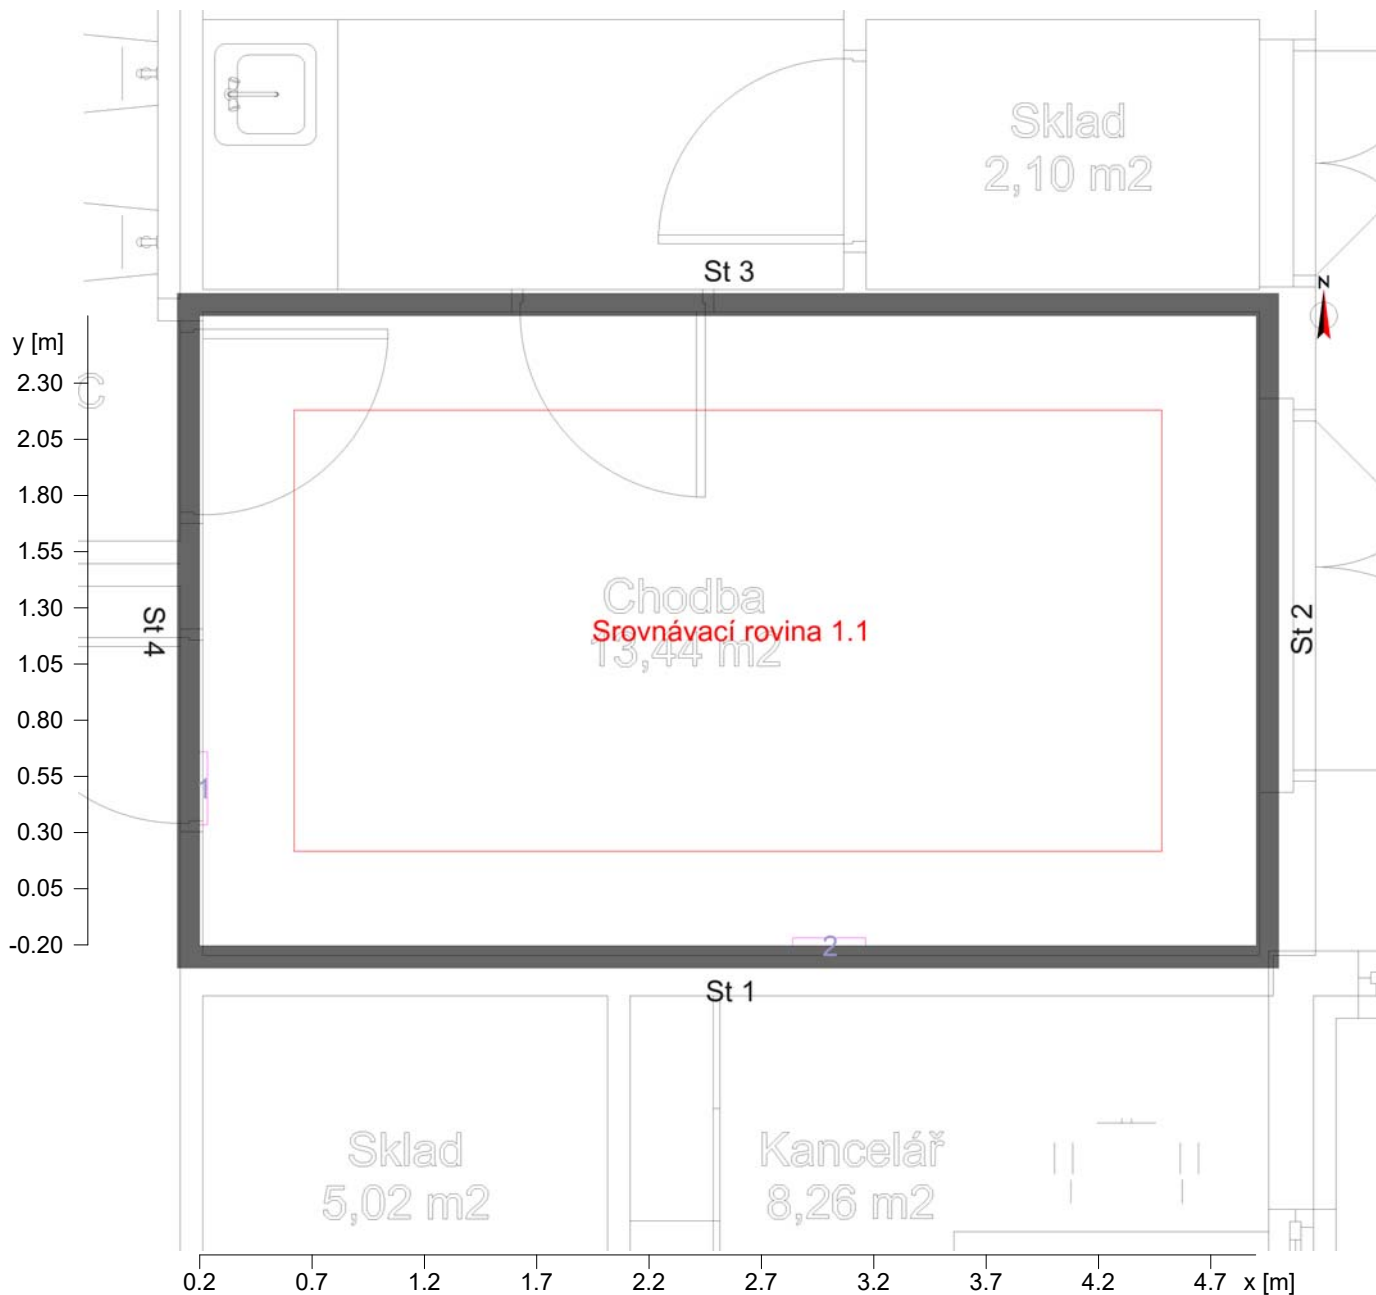 Sklad
2,10 m2
St 3
z
y [m]
2.30
C
2.05
1.80
1.55
1.30
1.05
0.80
0.55
0.30
0.05
-0.20
St 4
Chodba
Srovnávací rovina 1.1
13,44 m2
St 2
1
2
St 1
Sklad
5,02 m2
Kancelář
8,26 m2
0.2 0.7 1.2 1.7 2.2 2.7 3.2 3.7 4.2 4.7 x [m]